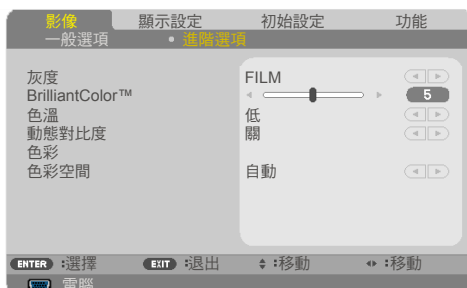 影像 顯示設定 初始設定 功能
一般選項 • 進階選項
灰度 FILM
BrilliantColor™ 5
色溫 低
動態對比度 關
色彩
色彩空間 自動
ENTER :選擇 EXIT :退出 :移動 :移動
電腦